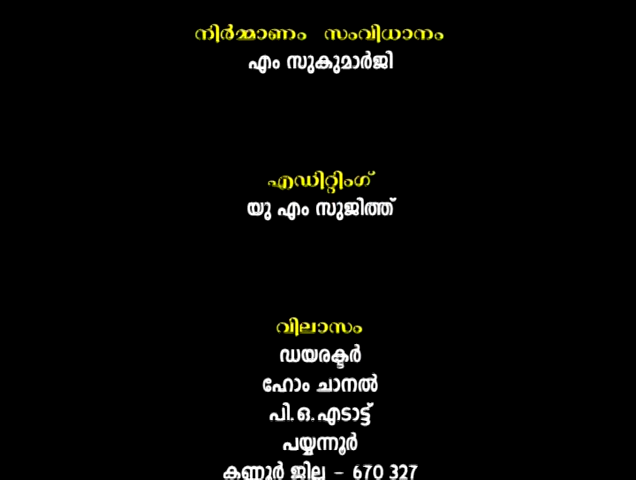 നിർമ്മാണം സംവിധാനം
എം സുകുമാർജി
എഡിറ്റിംഗ്
യു എം സുജിത്ത്
വിലാസം
ഡയരക്ടർ
ഹോം ചാനൽ
പി.ഒ.എടാട്ട്
പയ്യന്നൂർ
കണ്ണൂർ ജില്ല - 670 327